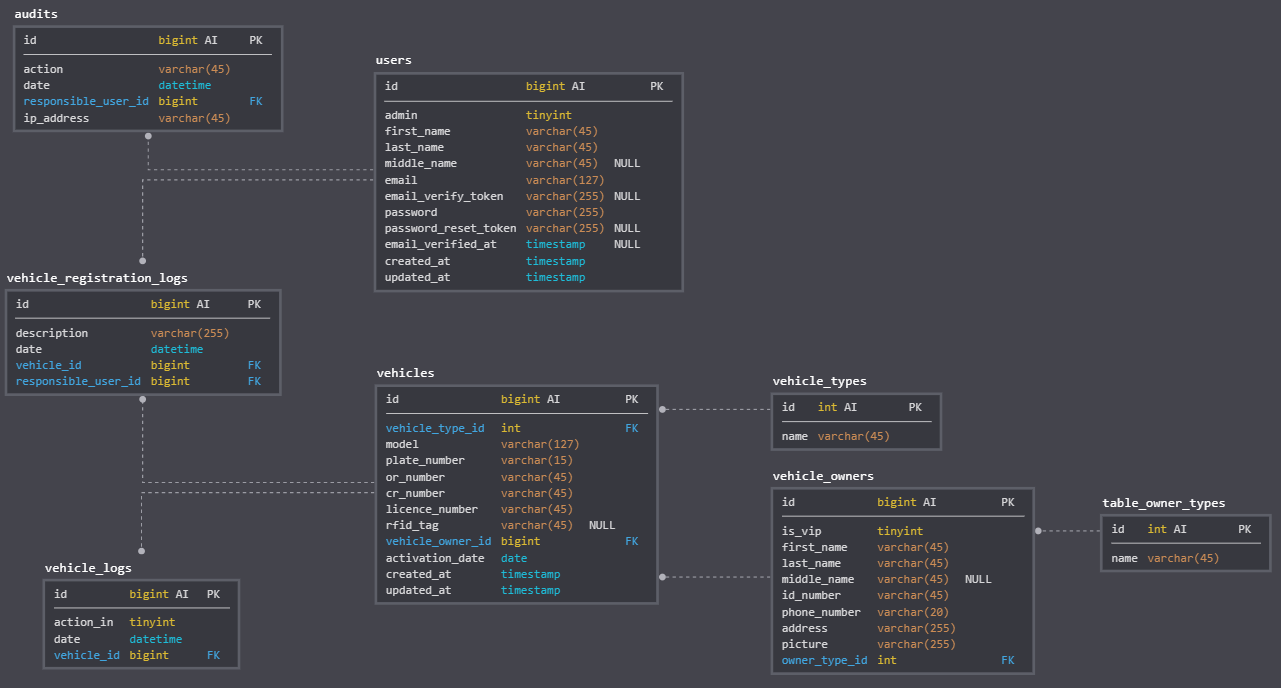 audits
id bigint AI PK
action varchar(45)
date datetime
responsible_user_id bigint FK
ip_address varchar(45)
users
id bigint AI PK
admin tinyint
first_name varchar(45)
last_name varchar(45)
middle_name varchar(45) NULL
email varchar(127)
email_verify_token varchar(255) NULL
password varchar(255)
password_reset_token varchar(255) NULL
email_verified_at timestamp NULL
created_at timestamp
updated_at timestamp
vehicle_registration_logs
id bigint AI PK
description varchar(255)
date datetime
vehicle_id bigint FK
responsible_user_id bigint FK
vehicles
id bigint AI PK
vehicle_type_id int FK
model varchar(127)
plate_number varchar(15)
or_number varchar(45)
cr_number varchar(45)
licence_number varchar(45)
rfid_tag varchar(45) NULL
vehicle_owner_id bigint FK
activation_date date
created_at timestamp
updated_at timestamp
vehicle_types
id int AI PK
name varchar(45)
vehicle_owners
id bigint AI PK
is_vip tinyint
first_name varchar(45)
last_name varchar(45)
middle_name varchar(45) NULL
id_number varchar(45)
phone_number varchar(20)
address varchar(255)
picture varchar(255)
owner_type_id int FK
table_owner_types
id int AI PK
name varchar(45)
vehicle_logs
id bigint AI PK
action_in tinyint
date datetime
vehicle_id bigint FK